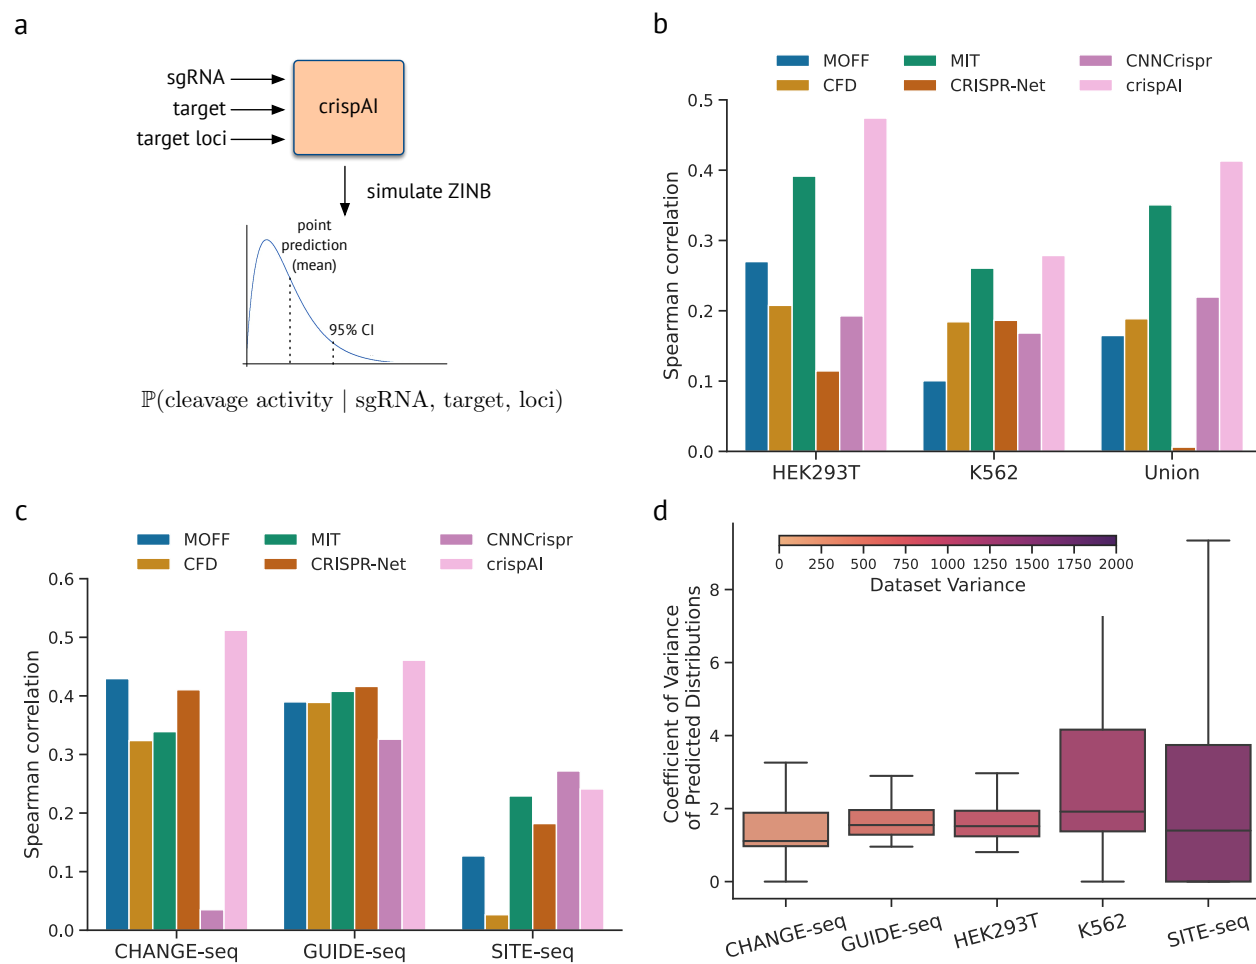 a
sgRNA
target
target loci
crispAI
simulate ZINB
point
prediction
(mean)
95% CI
ℙ(cleavage activity | sgRNA, target, loci)
b
MOFF
CFD
MIT
CRISPR-Net
CNNCrispr
crispAI
Spearman correlation
0.5
0.4
0.3
0.2
0.1
0.0
HEK293T
K562
Union
c
MOFF
CFD
MIT
CRISPR-Net
CNNCrispr
crispAI
Spearman correlation
0.6
0.5
0.4
0.3
0.2
0.1
0.0
CHANGE-seq
GUIDE-seq
SITE-seq
d
0 250 500 750 1000 1250 1500 1750 2000
Dataset Variance
Coefficient of Variance
of Predicted Distributions
8
6
4
2
0
CHANGE-seq
GUIDE-seq
HEK293T
K562
SITE-seq